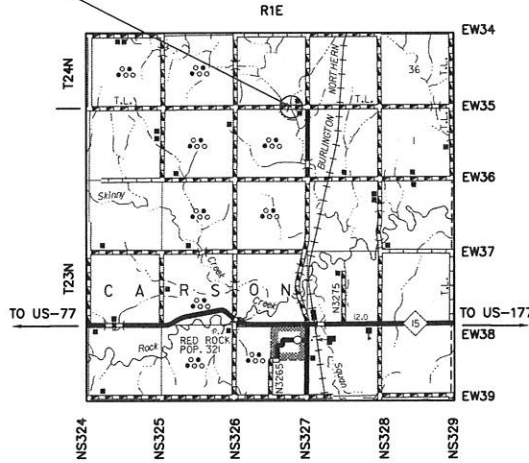 R1E
EW34
T24N
NORTHERN
36
T.L.
T.L.
T.L.
EW35
BURLINGTON
EW36
Skinny
T.L.
EW37
T23N
CARSON
Creek
Creek
N3275
TO US-77
12.0
15
TO US-177
EW38
Rock
RED ROCK
POP. 321
N3265
EW39
NS324
NS325
NS326
NS327
NS328
NS329